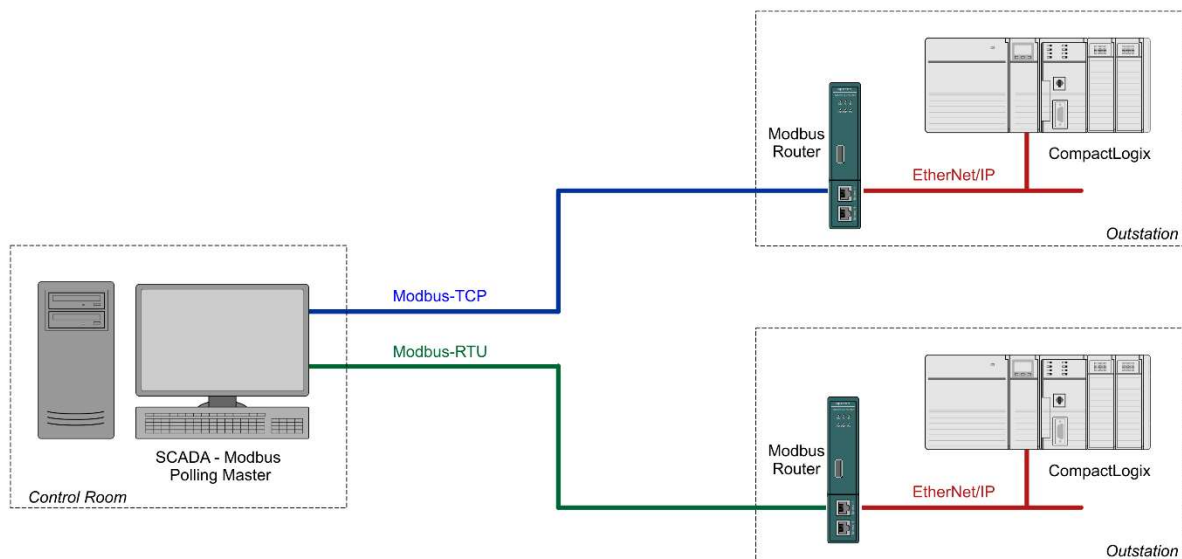 Modbus
Router
CompactLogix
EtherNet/IP
Outstation
Modbus-TCP
Modbus-RTU
SCADA - Modbus
Polling Master
Control Room
Modbus
Router
CompactLogix
EtherNet/IP
Outstation